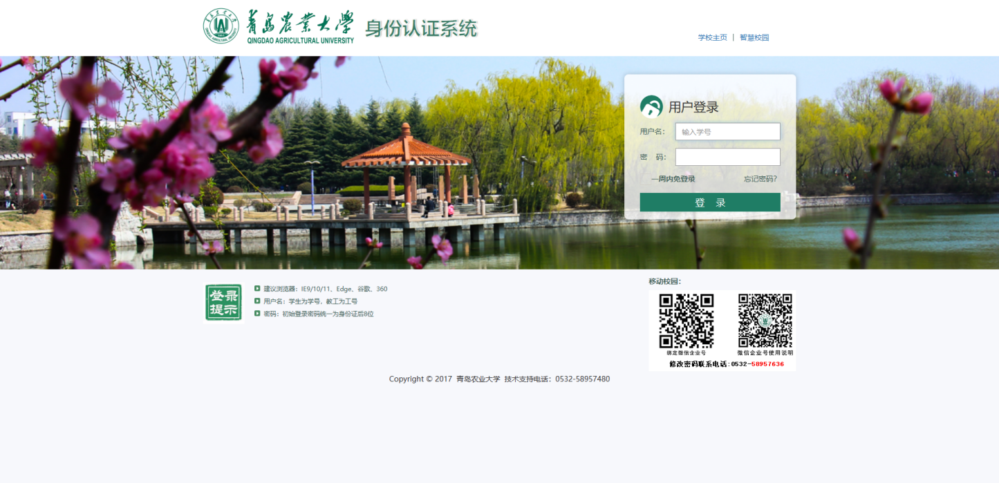 青岛农业大学
QINGDAO AGRICULTURAL UNIVERSITY
身份认证系统
学校主页 | 智慧校园
用户登录
用户名： 输入学号
密 码：
一周内免登录 忘记密码?
登 录
登录提示
建议浏览器：IE9/10/11、Edge、谷歌、360
用户名：学生为学号，教工为工号
密码：初始登录密码统一为身份证后8位
移动校园：
绑定微信企业号 微信企业号使用说明
修改密码联系电话:0532-58957636
Copyright © 2017 青岛农业大学 技术支持电话：0532-58957480